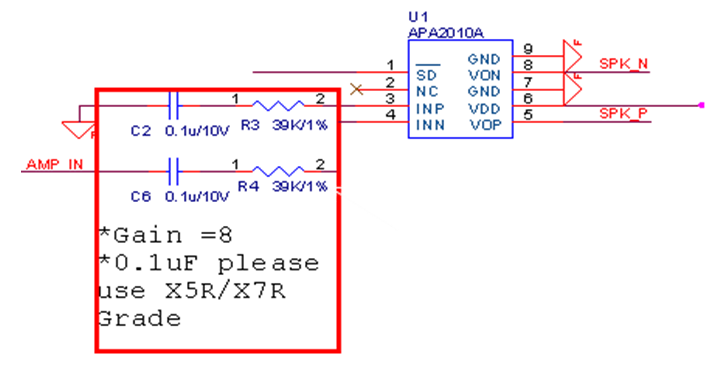 U1
APA2010A
1 SD GND 9
2 NC VON 8 SPK_N
3 INP GND 7
4 INN VDD 6
VOP 5 SPK_P
F
F
1 2
C2 0.1u/10V R3 39K/1%
F
AMP_IN 1 2
C6 0.1u/10V R4 39K/1%
*Gain =8
*0.1uF please
use X5R/X7R
Grade